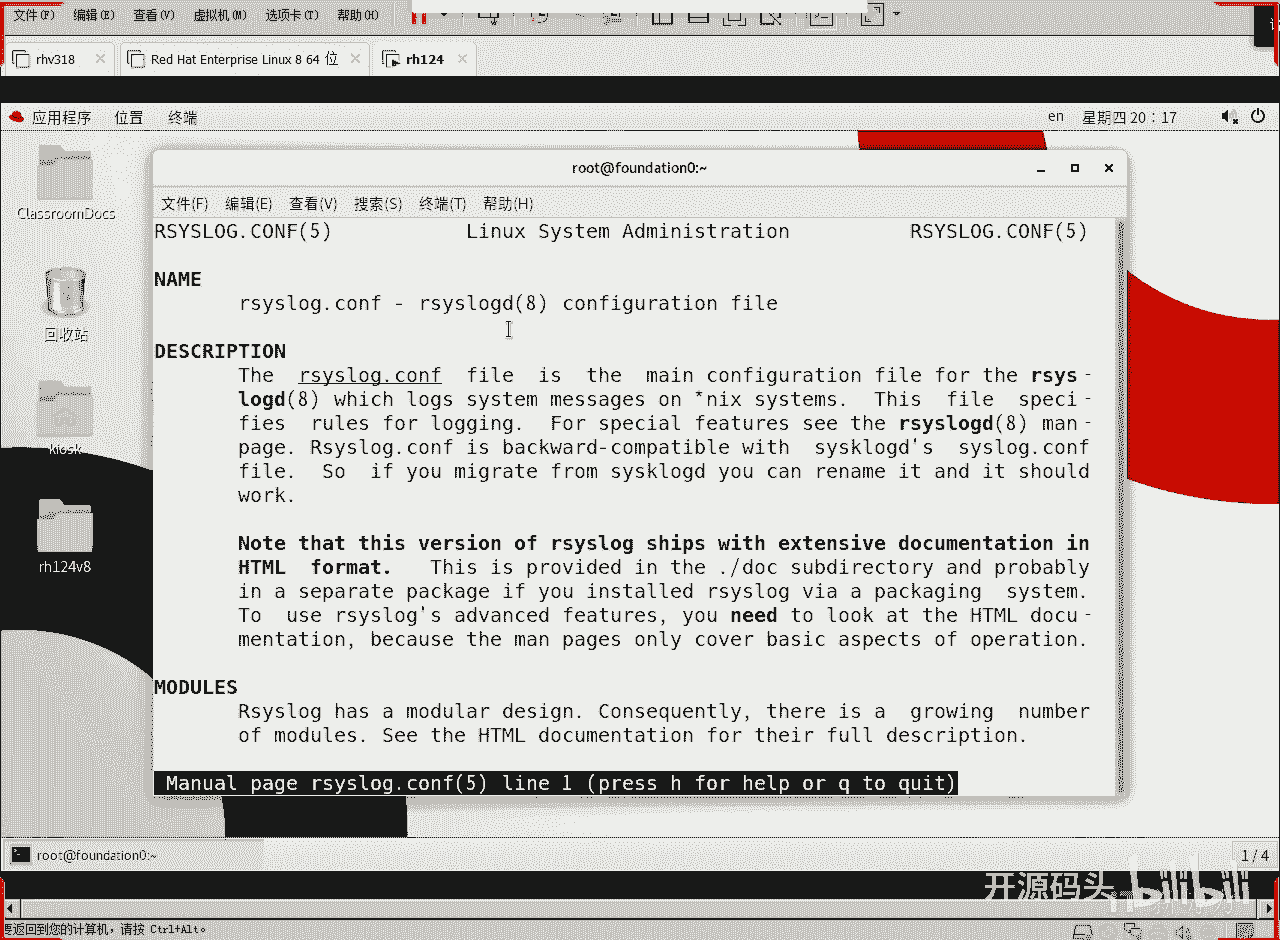 文件(F) 编辑(E) 查看(V) 虚拟机(M) 选项卡(T) 帮助(H)
rhv318 Red Hat Enterprise Linux 8 64 位 rh124
应用程序 位置 终端 en 星期四 20：17
ClassroomDocs
回收站
kiosk
rh124v8
root@foundation0:~
文件(F) 编辑(E) 查看(V) 搜索(S) 终端(T) 帮助(H)
RSYSLOG.CONF(5) Linux System Administration RSYSLOG.CONF(5)
NAME
rsyslog.conf - rsyslogd(8) configuration file
DESCRIPTION
The rsyslog.conf file is the main configuration file for the rsys-
logd(8) which logs system messages on *nix systems. This file speci-
fies rules for logging. For special features see the rsyslogd(8) man-
page. Rsyslog.conf is backward-compatible with sysklogd's syslog.conf
file. So if you migrate from sysklogd you can rename it and it should
work.
Note that this version of rsyslog ships with extensive documentation in
HTML format. This is provided in the ./doc subdirectory and probably
in a separate package if you installed rsyslog via a packaging system.
To use rsyslog's advanced features, you need to look at the HTML docu-
mentation, because the man pages only cover basic aspects of operation.
MODULES
Rsyslog has a modular design. Consequently, there is a growing number
of modules. See the HTML documentation for their full description.
Manual page rsyslog.conf(5) line 1 (press h for help or q to quit)
root@foundation0:~ 1 / 4
开源码头 bilibili
要返回到您的计算机，请按 Ctrl+Alt。